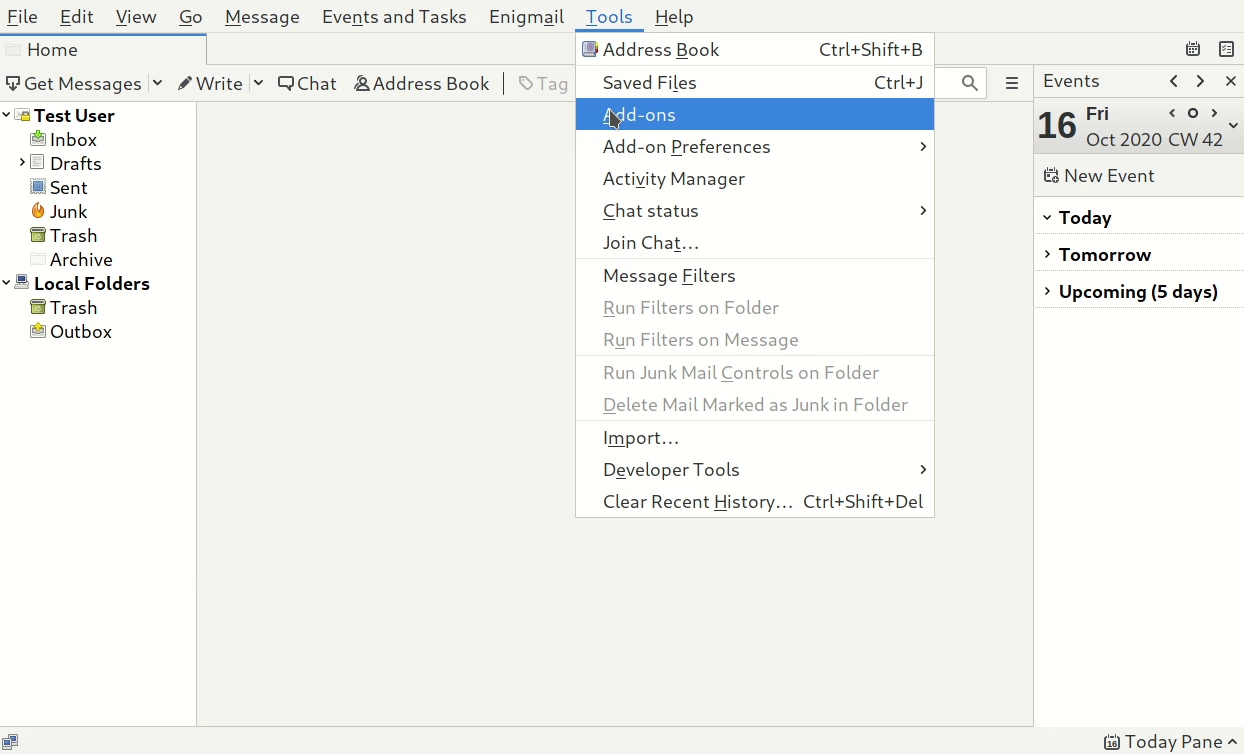 File Edit View Go Message Events and Tasks Enigmail Tools Help
Home
Get Messages Write Chat Address Book Tag
Test User
Inbox
Drafts
Sent
Junk
Trash
Archive
Local Folders
Trash
Outbox
Address Book Ctrl+Shift+B
Saved Files Ctrl+J
Add-ons
Add-on Preferences
Activity Manager
Chat status
Join Chat...
Message Filters
Run Filters on Folder
Run Filters on Message
Run Junk Mail Controls on Folder
Delete Mail Marked as Junk in Folder
Import...
Developer Tools
Clear Recent History... Ctrl+Shift+Del
Events
16 Fri
Oct 2020 CW 42
New Event
Today
Tomorrow
Upcoming (5 days)
16 Today Pane